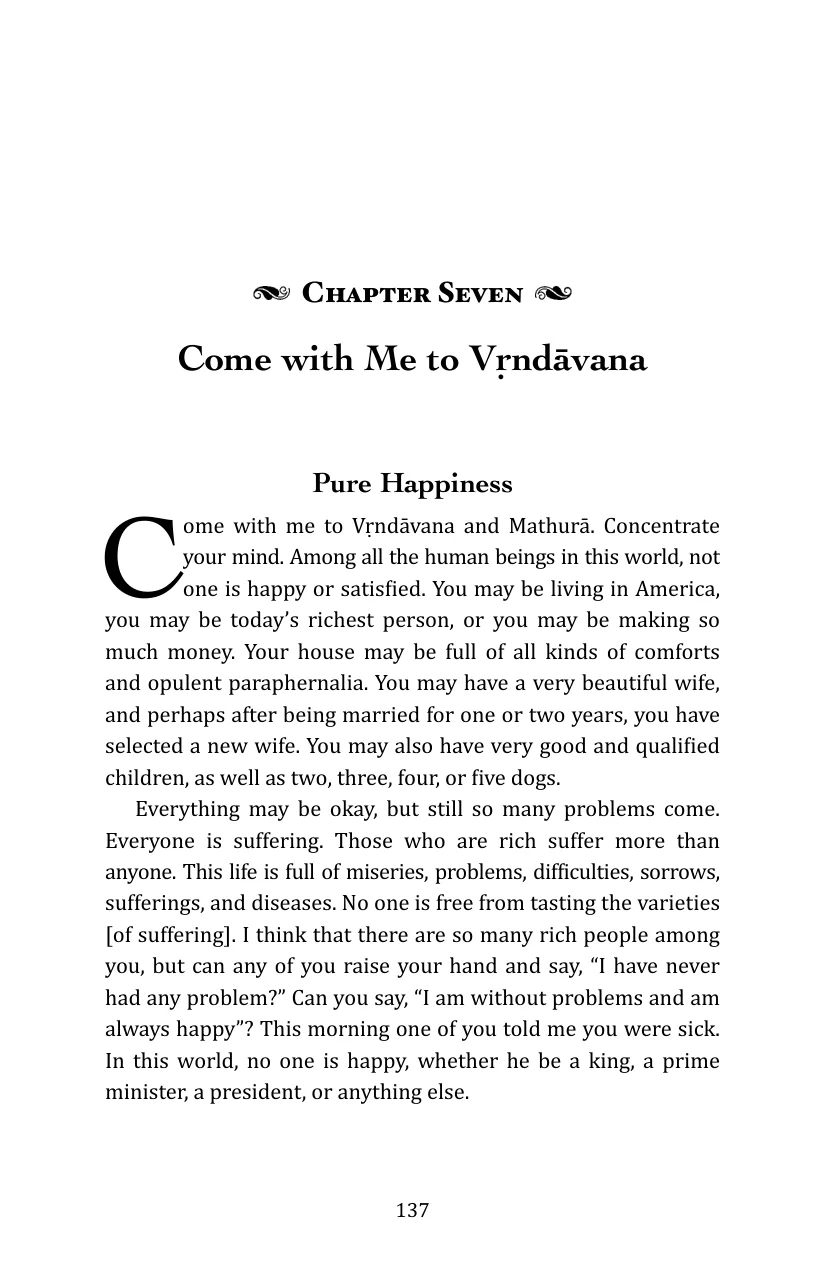 Chapter Seven
Come with Me to Vṛndāvana
Pure Happiness
Come with me to Vṛndāvana and Mathurā. Concentrate
your mind. Among all the human beings in this world, not
one is happy or satisfied. You may be living in America,
you may be today’s richest person, or you may be making so
much money. Your house may be full of all kinds of comforts
and opulent paraphernalia. You may have a very beautiful wife,
and perhaps after being married for one or two years, you have
selected a new wife. You may also have very good and qualified
children, as well as two, three, four, or five dogs.
Everything may be okay, but still so many problems come.
Everyone is suffering. Those who are rich suffer more than
anyone. This life is full of miseries, problems, difficulties, sorrows,
sufferings, and diseases. No one is free from tasting the varieties
[of suffering]. I think that there are so many rich people among
you, but can any of you raise your hand and say, “I have never
had any problem?” Can you say, “I am without problems and am
always happy”? This morning one of you told me you were sick.
In this world, no one is happy, whether he be a king, a prime
minister, a president, or anything else.
137